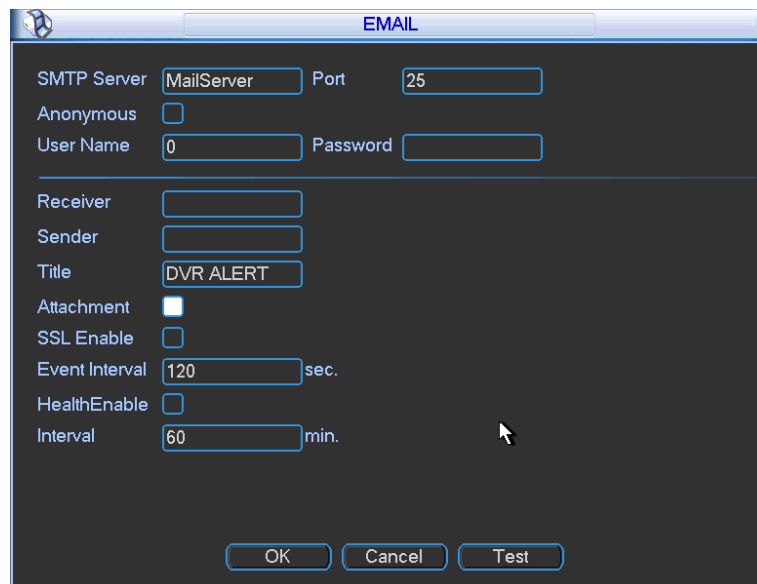 EMAIL
SMTP Server MailServer Port 25
Anonymous
User Name 0 Password
Receiver
Sender
Title DVR ALERT
Attachment
SSL Enable
Event Interval 120 sec.
HealthEnable
Interval 60 min.
OK Cancel Test